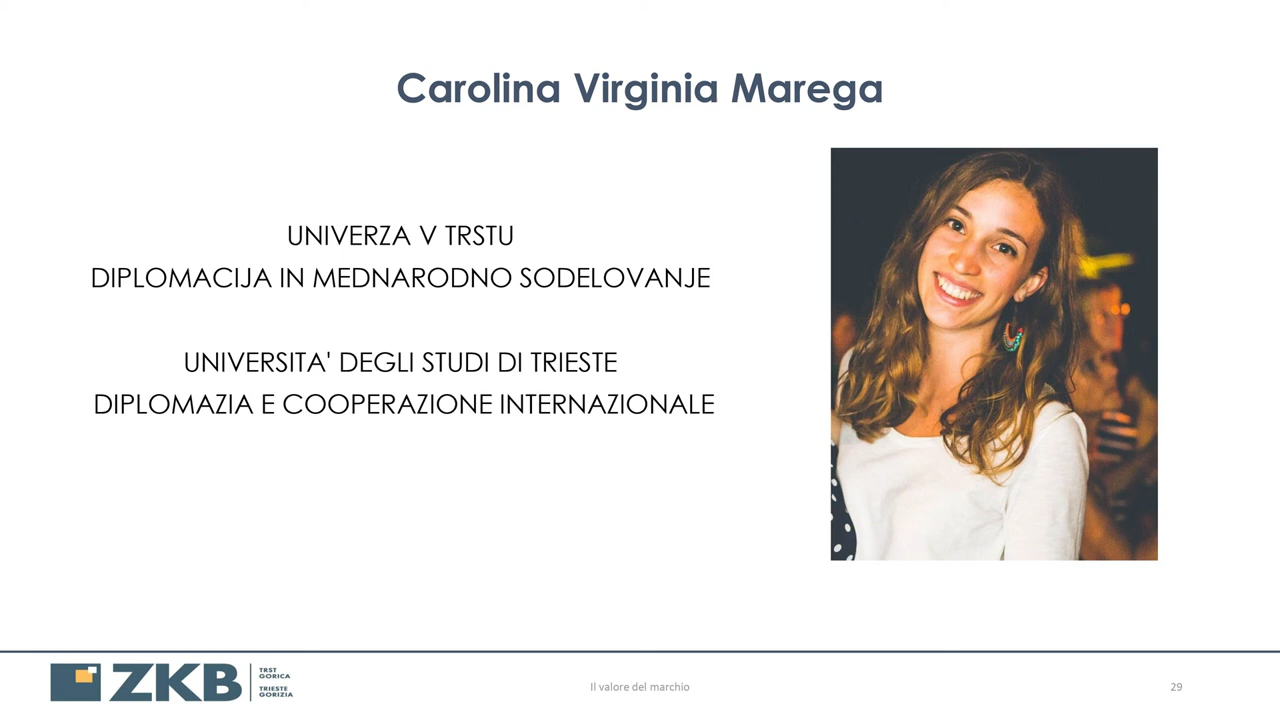 Carolina Virginia Marega
UNIVERZA V TRSTU
DIPLOMACIJA IN MEDNARODNO SODELOVANJE
UNIVERSITA' DEGLI STUDI DI TRIESTE
DIPLOMAZIA E COOPERAZIONE INTERNAZIONALE
ZKB
TRST
GORICA
TRIESTE
GORIZIA
Il valore del marchio
29